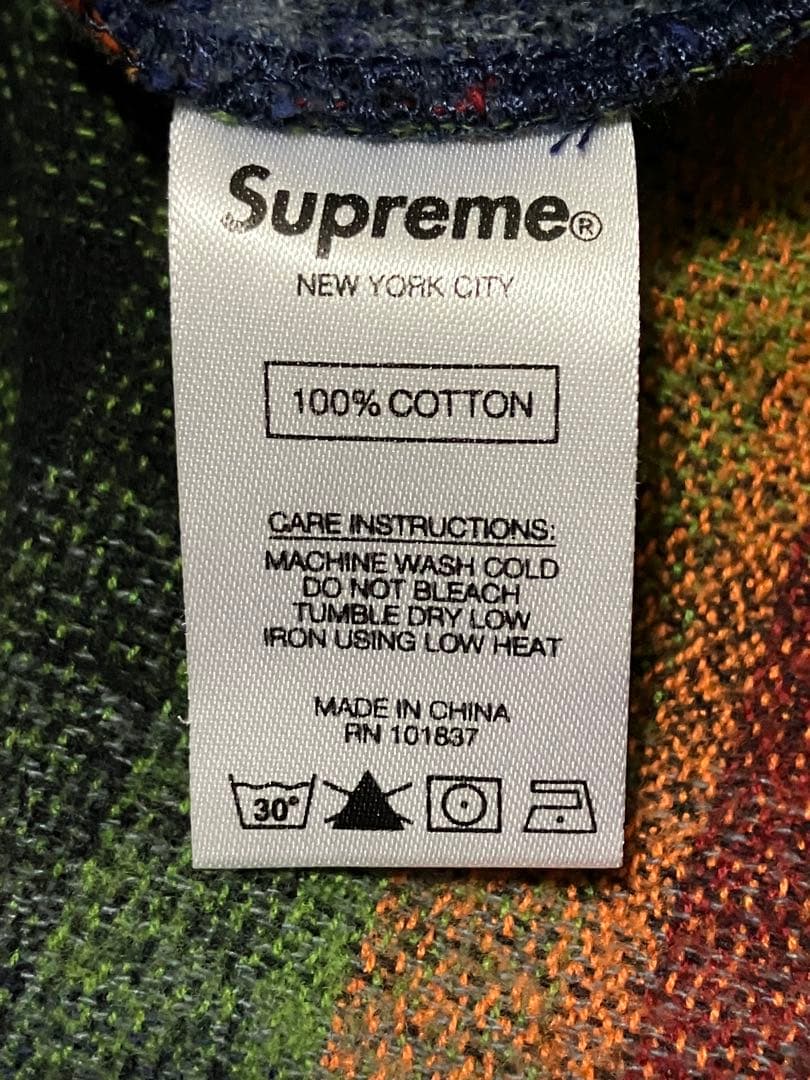 Supreme®
NEW YORK CITY
100% COTTON
CARE INSTRUCTIONS:
MACHINE WASH COLD
DO NOT BLEACH
TUMBLE DRY LOW
IRON USING LOW HEAT
MADE IN CHINA
RN 101837
30°